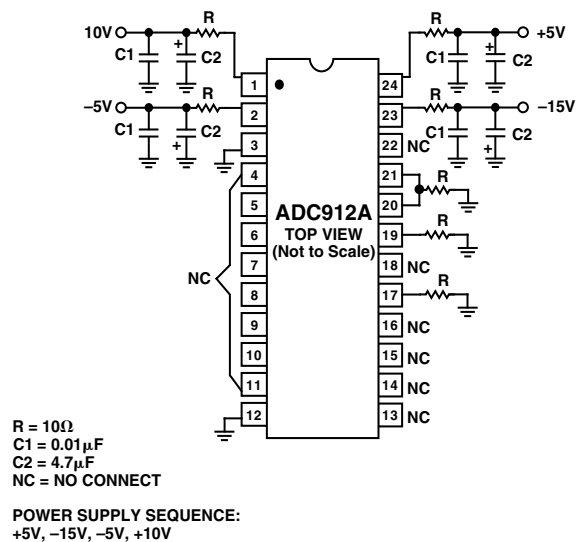 10V
R
C1
+
C2
R
+5V
C1
+
C2
–5V
R
C1
+
C2
R
–15V
C1
+
C2
1
2
3
4
5
6
7
8
9
10
11
12
24
23
22
21
20
19
18
17
16
15
14
13
NC
NC
R
R
NC
R
NC
NC
NC
NC
NC
ADC912A
TOP VIEW
(Not to Scale)
R = 10Ω
C1 = 0.01μF
C2 = 4.7μF
NC = NO CONNECT
POWER SUPPLY SEQUENCE:
+5V, –15V, –5V, +10V